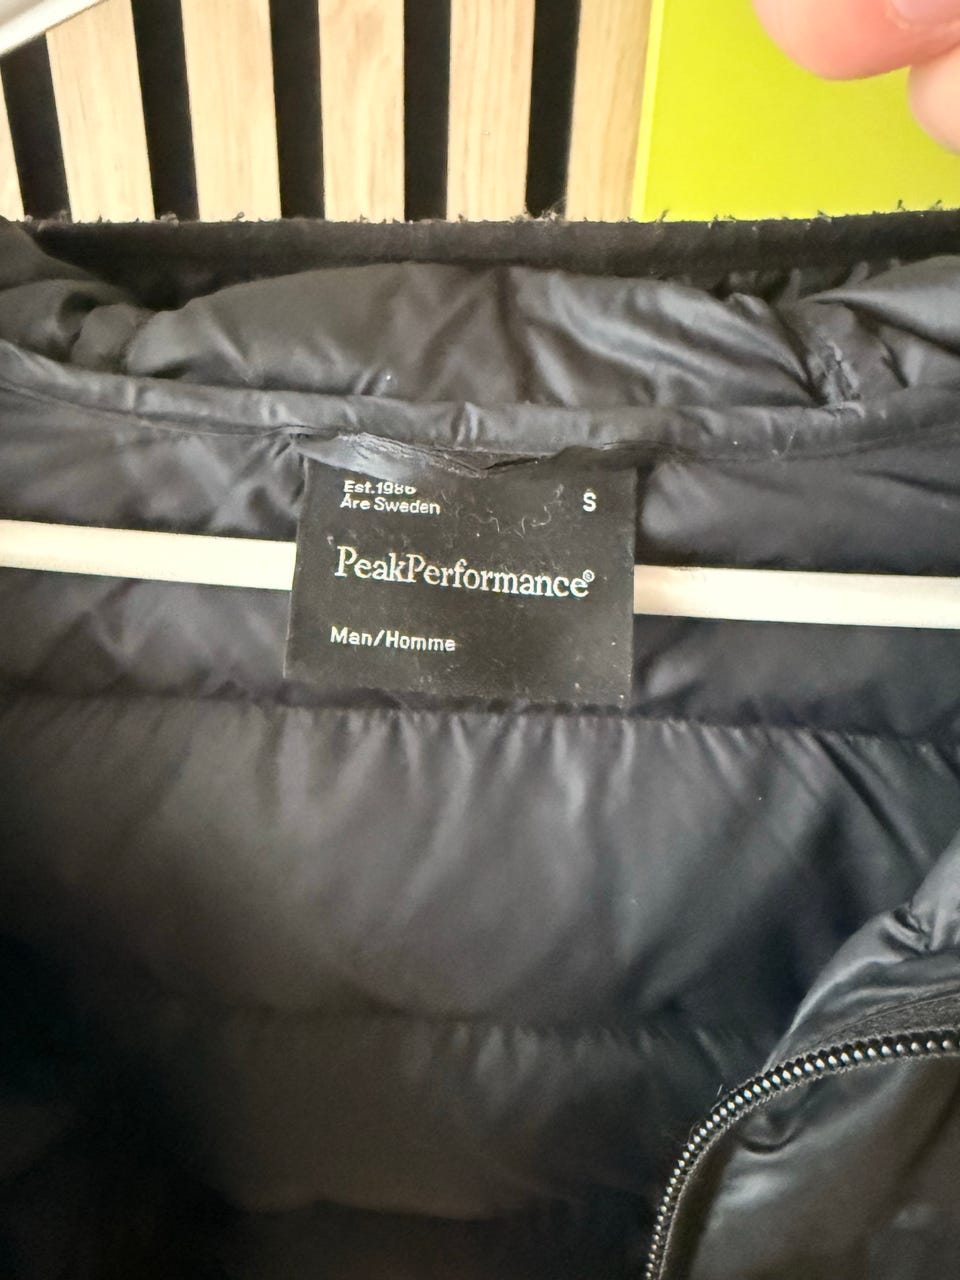 Est.1986
Åre Sweden
S
PeakPerformance®
Man/Homme